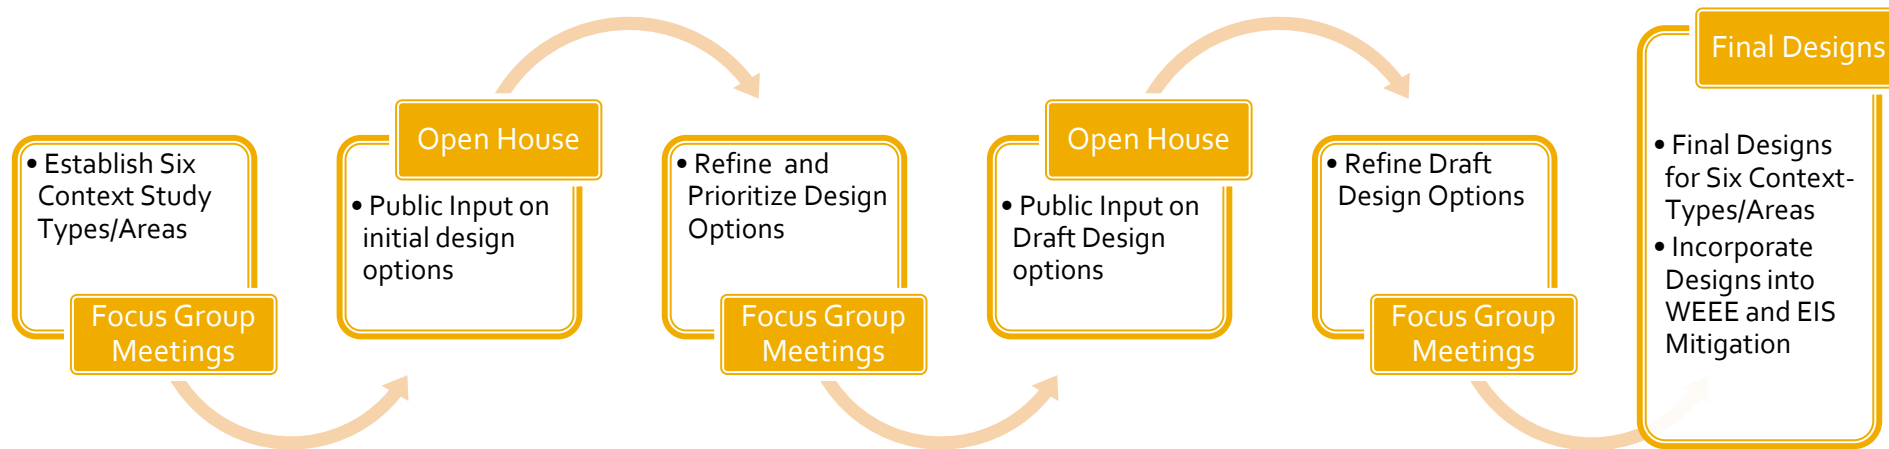 • Establish Six
Context Study
Types/Areas
Focus Group
Meetings
Open House
• Public Input on
initial design
options
• Refine and
Prioritize Design
Options
Focus Group
Meetings
Open House
• Public Input on
Draft Design
options
• Refine Draft
Design Options
Focus Group
Meetings
Final Designs
• Final Designs
for Six Context-
Types/Areas
• Incorporate
Designs into
WEEE and EIS
Mitigation